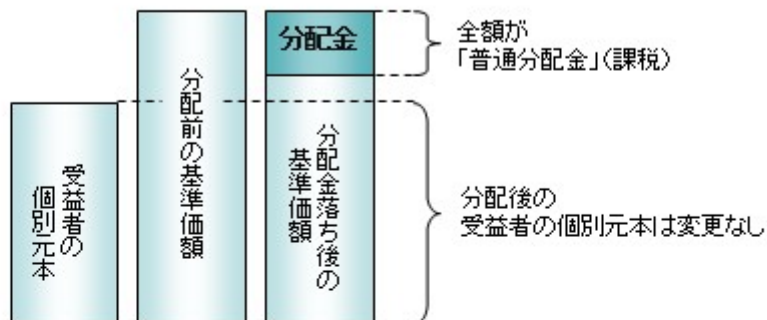 受益者の
個別元本
分配前の基準価額
分配金
分配金落ち後の
基準価額
全額が
「普通分配金」(課税)
分配後の
受益者の個別元本は変更なし